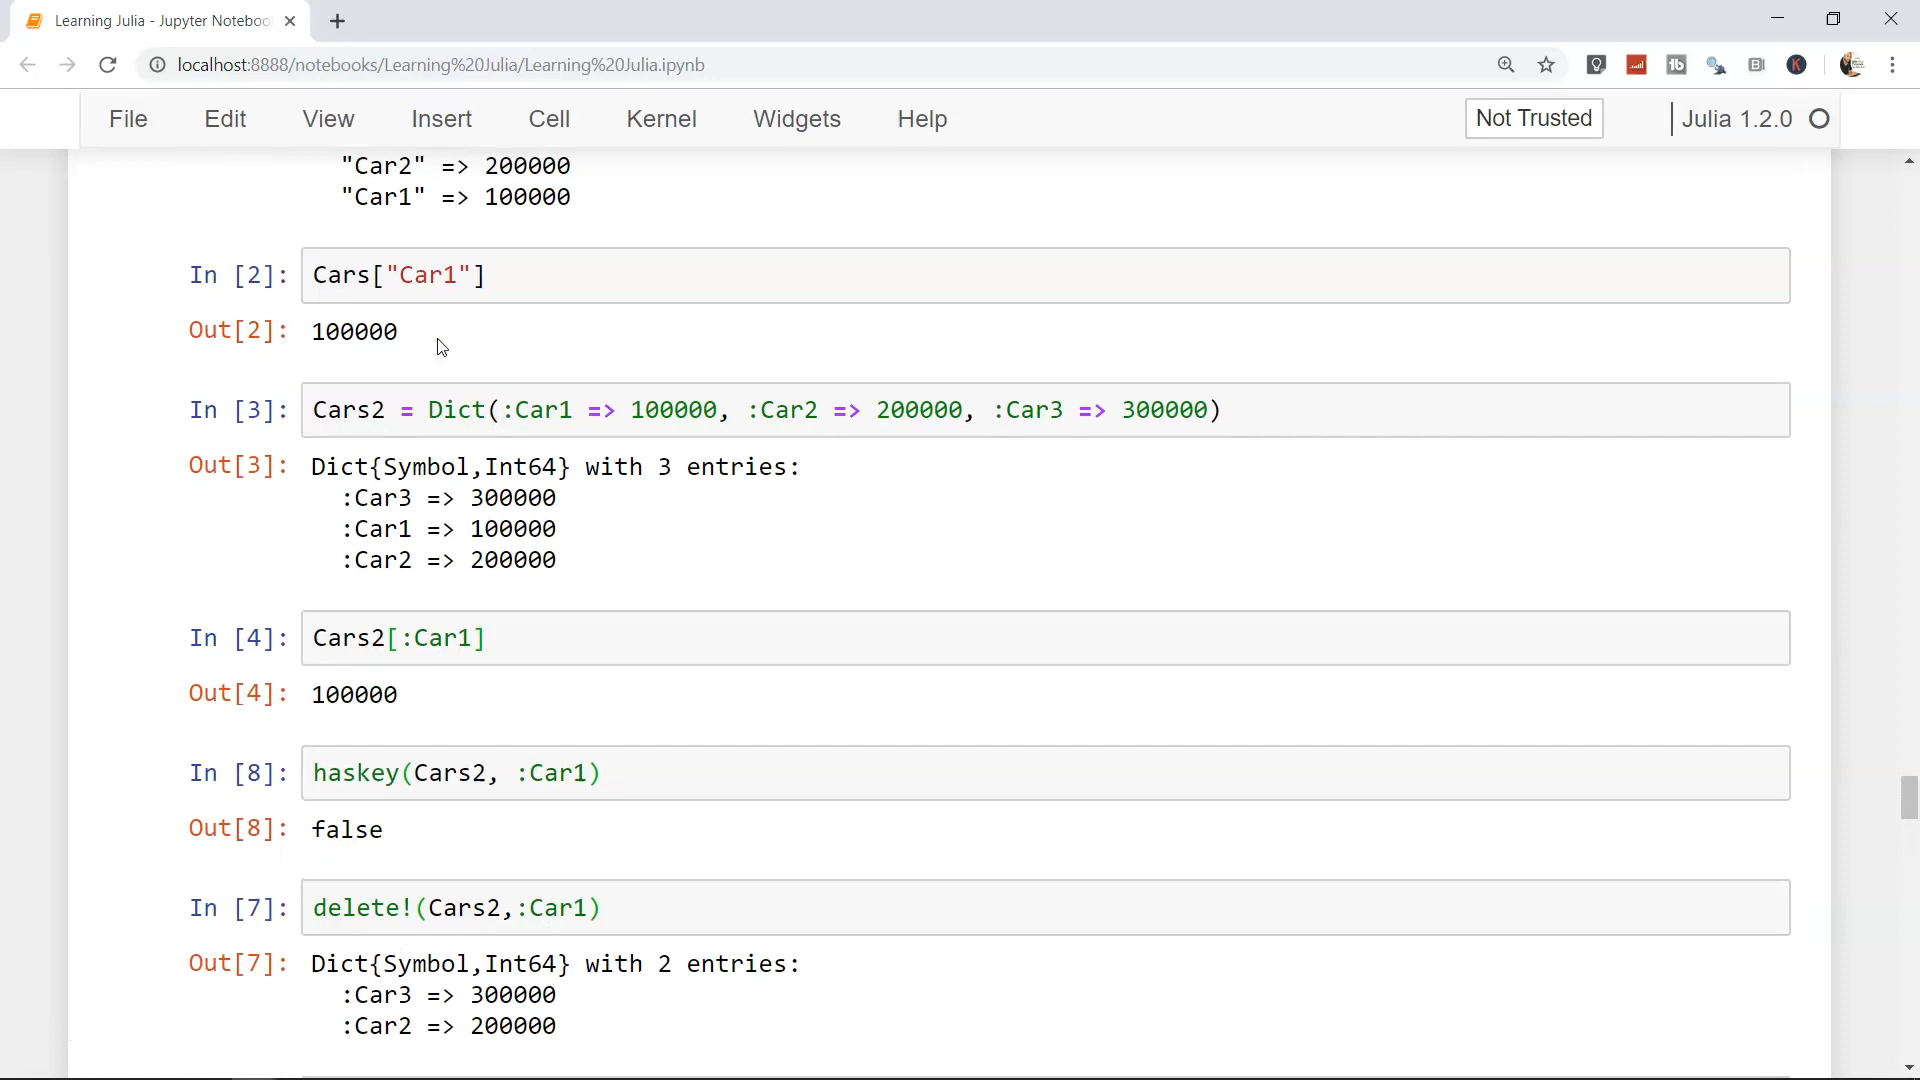 Learning Julia - Jupyter Noteboo
localhost:8888/notebooks/Learning%20Julia/Learning%20Julia.ipynb
File Edit View Insert Cell Kernel Widgets Help Not Trusted Julia 1.2.0
"Car2" => 200000
"Car1" => 100000
In [2]: Cars["Car1"]
Out[2]: 100000
In [3]: Cars2 = Dict(:Car1 => 100000, :Car2 => 200000, :Car3 => 300000)
Out[3]: Dict{Symbol,Int64} with 3 entries:
:Car3 => 300000
:Car1 => 100000
:Car2 => 200000
In [4]: Cars2[:Car1]
Out[4]: 100000
In [8]: haskey(Cars2, :Car1)
Out[8]: false
In [7]: delete!(Cars2,:Car1)
Out[7]: Dict{Symbol,Int64} with 2 entries:
:Car3 => 300000
:Car2 => 200000